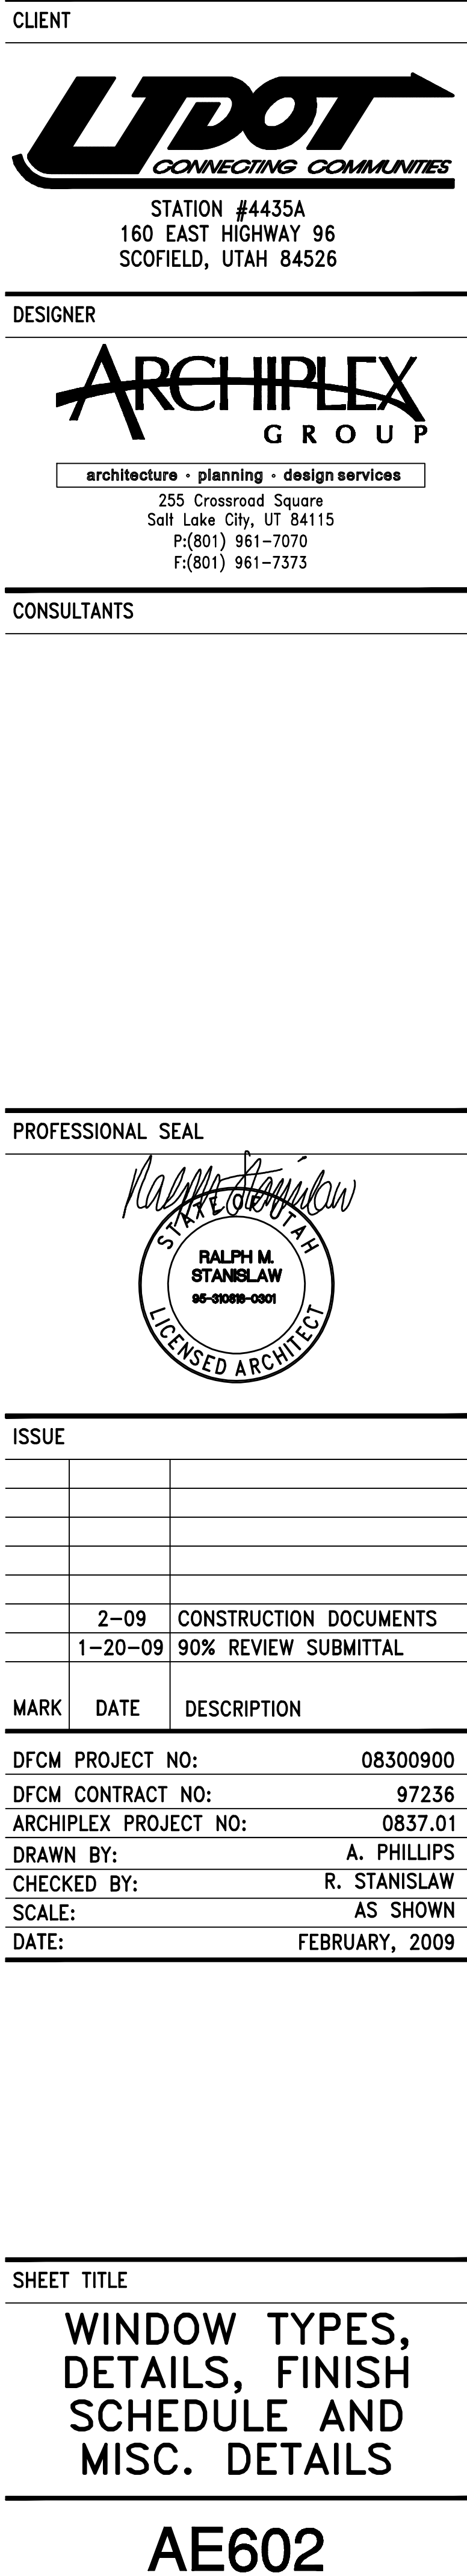 CLIENT
UDOT
CONNECTING COMMUNITIES
STATION #4435A
160 EAST HIGHWAY 96
SCOFIELD, UTAH 84526
DESIGNER
ARCHIPLEX
GROUP
architecture • planning • design services
255 Crossroad Square
Salt Lake City, UT 84115
P:(801) 961-7070
F:(801) 961-7373
CONSULTANTS
PROFESSIONAL SEAL
Ralph Stanislaw
STATE OF UTAH
RALPH M.
STANISLAW
95-310818-0301
LICENSED ARCHITECT
ISSUE
2-09 CONSTRUCTION DOCUMENTS
1-20-09 90% REVIEW SUBMITTAL
MARK DATE DESCRIPTION
DFCM PROJECT NO: 08300900
DFCM CONTRACT NO: 97236
ARCHIPLEX PROJECT NO: 0837.01
DRAWN BY: A. PHILLIPS
CHECKED BY: R. STANISLAW
SCALE: AS SHOWN
DATE: FEBRUARY, 2009
SHEET TITLE
WINDOW TYPES,
DETAILS, FINISH
SCHEDULE AND
MISC. DETAILS
AE602